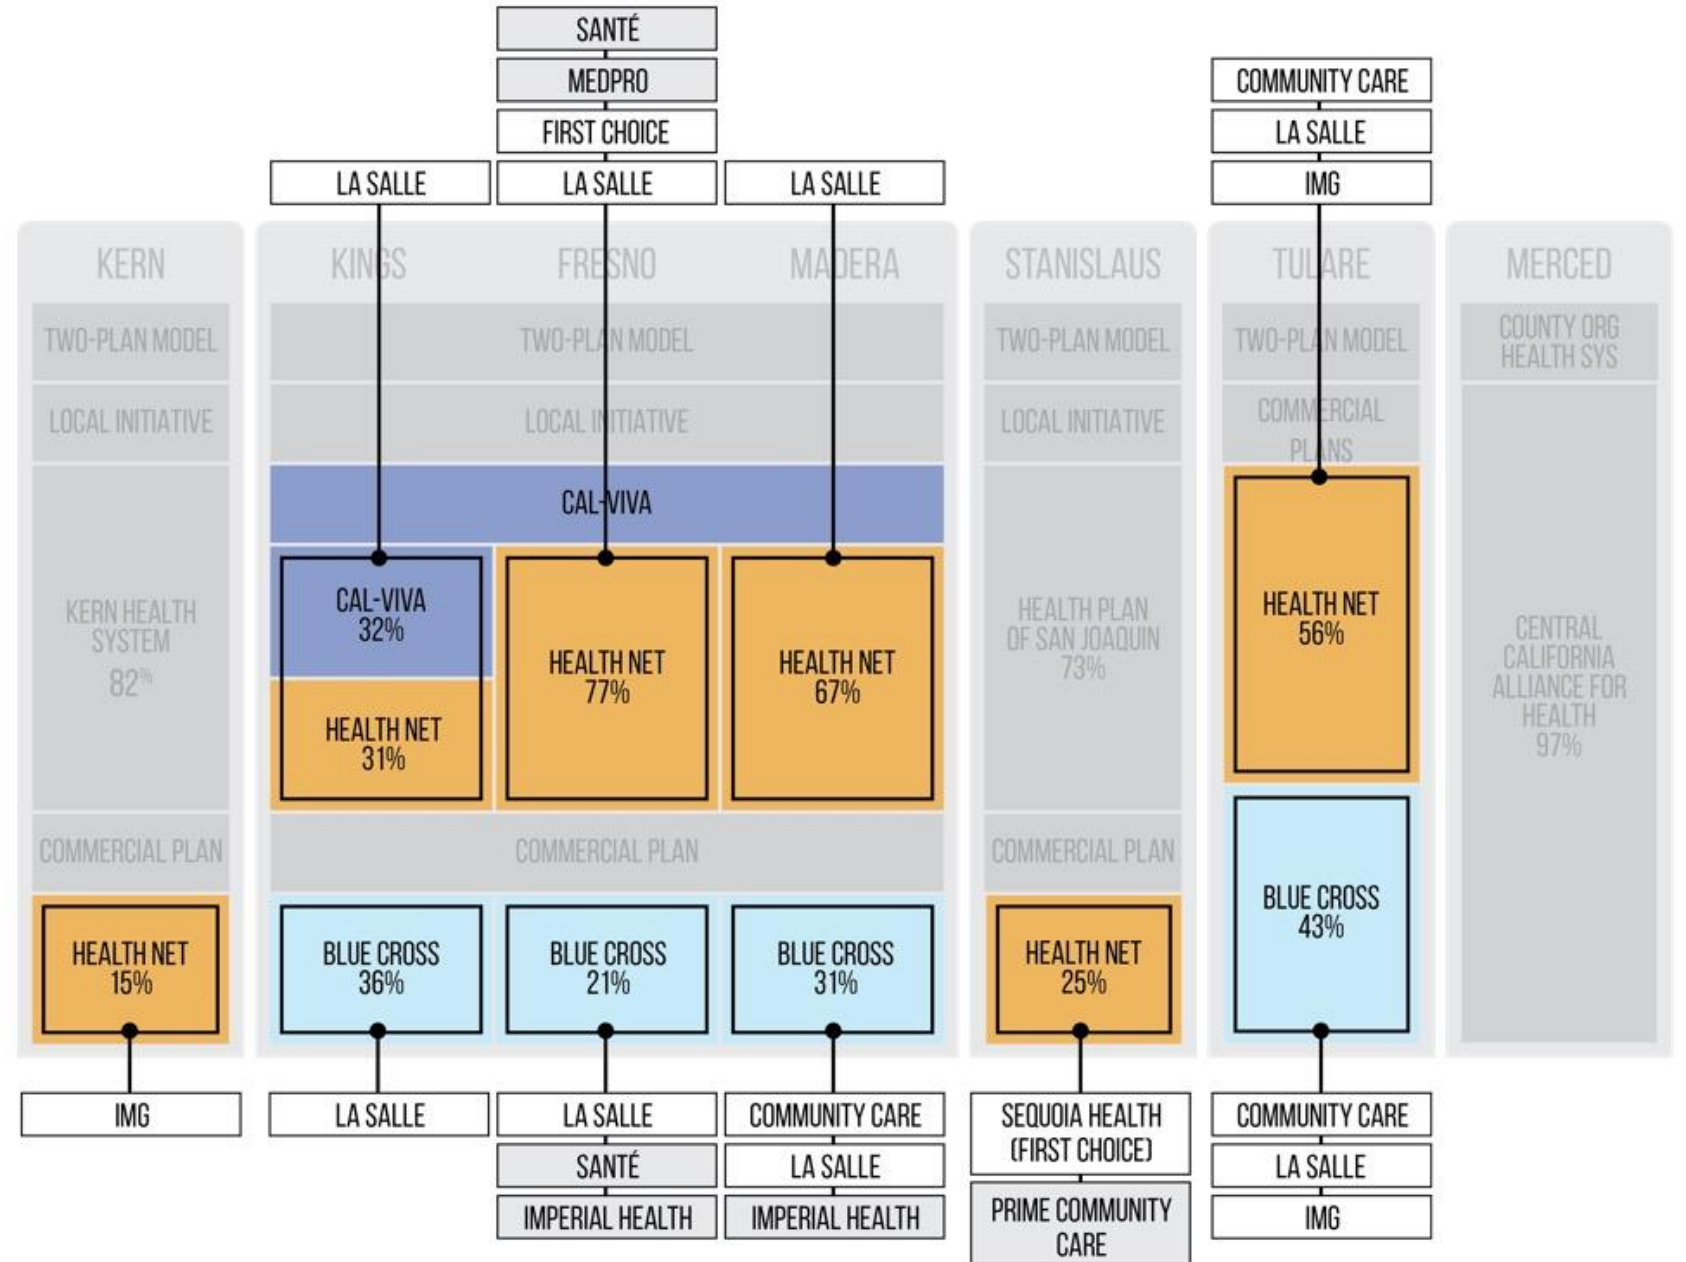 SANTÉ
MEDPRO
FIRST CHOICE
LA SALLE
LA SALLE
LA SALLE
COMMUNITY CARE
LA SALLE
IMG
KERN
KINGS
FRESNO
MADERA
STANISLAUS
TULARE
MERCED
TWO-PLAN MODEL
TWO-PLAN MODEL
TWO-PLAN MODEL
TWO-PLAN MODEL
COUNTY ORG
HEALTH SYS
LOCAL INITIATIVE
LOCAL INITIATIVE
LOCAL INITIATIVE
COMMERCIAL
PLANS
CAL-VIVA
KERN HEALTH
SYSTEM
82%
CAL-VIVA
32%
HEALTH NET
31%
HEALTH NET
77%
HEALTH NET
67%
HEALTH PLAN
OF SAN JOAQUIN
73%
HEALTH NET
56%
CENTRAL
CALIFORNIA
ALLIANCE FOR
HEALTH
97%
COMMERCIAL PLAN
COMMERCIAL PLAN
COMMERCIAL PLAN
HEALTH NET
15%
BLUE CROSS
36%
BLUE CROSS
21%
BLUE CROSS
31%
HEALTH NET
25%
BLUE CROSS
43%
IMG
LA SALLE
LA SALLE
SANTÉ
IMPERIAL HEALTH
COMMUNITY CARE
LA SALLE
IMPERIAL HEALTH
SEQUOIA HEALTH
(FIRST CHOICE)
PRIME COMMUNITY
CARE
COMMUNITY CARE
LA SALLE
IMG